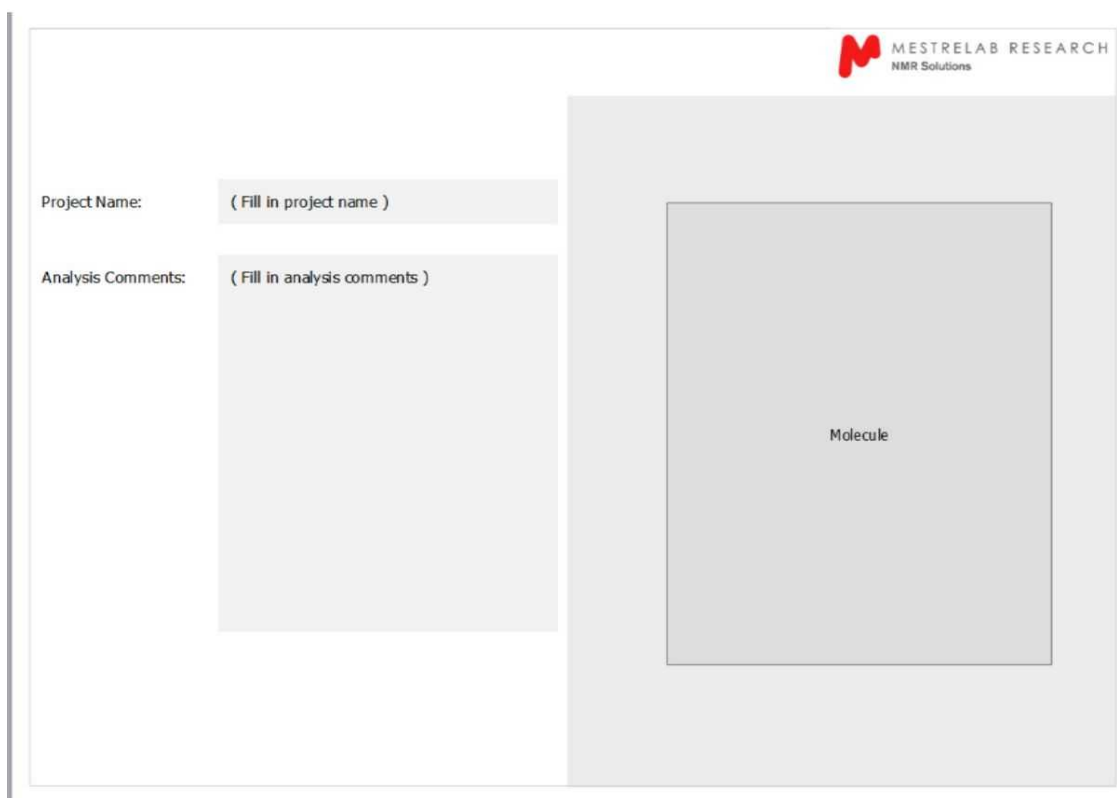 MESTRELAB RESEARCH
NMR Solutions
Project Name:
( Fill in project name )
Analysis Comments:
( Fill in analysis comments )
Molecule